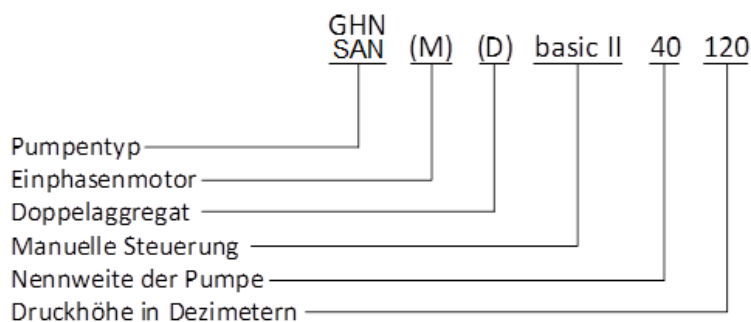 GHN
SAN (M) (D) basic II 40 120
Pumpentyp
Einphasenmotor
Doppelaggregat
Manuelle Steuerung
Nennweite der Pumpe
Druckhöhe in Dezimetern